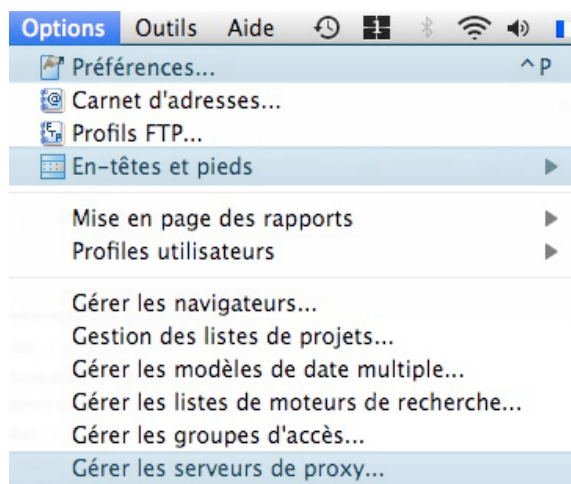 Options Outils Aide
Préférences... ^P
Carnet d'adresses...
Profils FTP...
En-têtes et pieds
Mise en page des rapports
Profiles utilisateurs
Gérer les navigateurs...
Gestion des listes de projets...
Gérer les modèles de date multiple...
Gérer les listes de moteurs de recherche...
Gérer les groupes d'accès...
Gérer les serveurs de proxy...